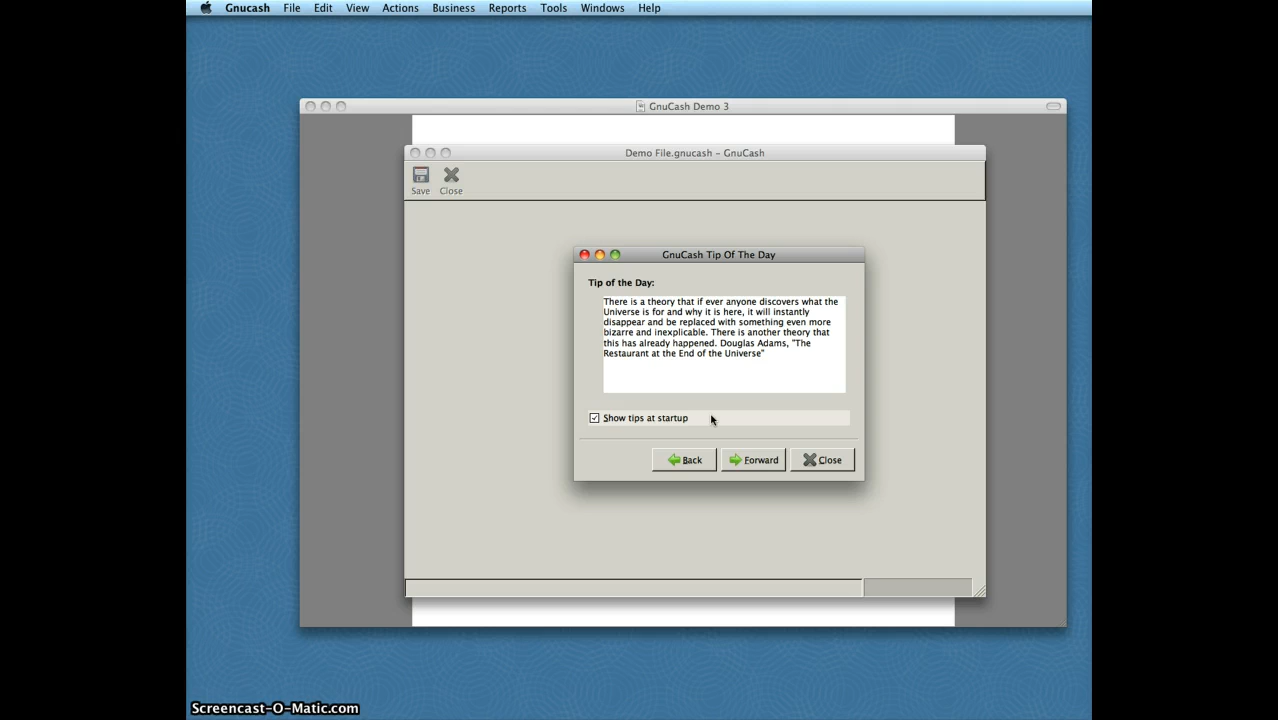 Gnucash File Edit View Actions Business Reports Tools Windows Help
GnuCash Demo 3
Demo File.gnucash - GnuCash
Save Close
GnuCash Tip Of The Day
Tip of the Day:
There is a theory that if ever anyone discovers what the
Universe is for and why it is here, it will instantly
disappear and be replaced with something even more
bizarre and inexplicable. There is another theory that
this has already happened. Douglas Adams, "The
Restaurant at the End of the Universe"
Show tips at startup
Back Forward Close
Screencast-O-Matic.com